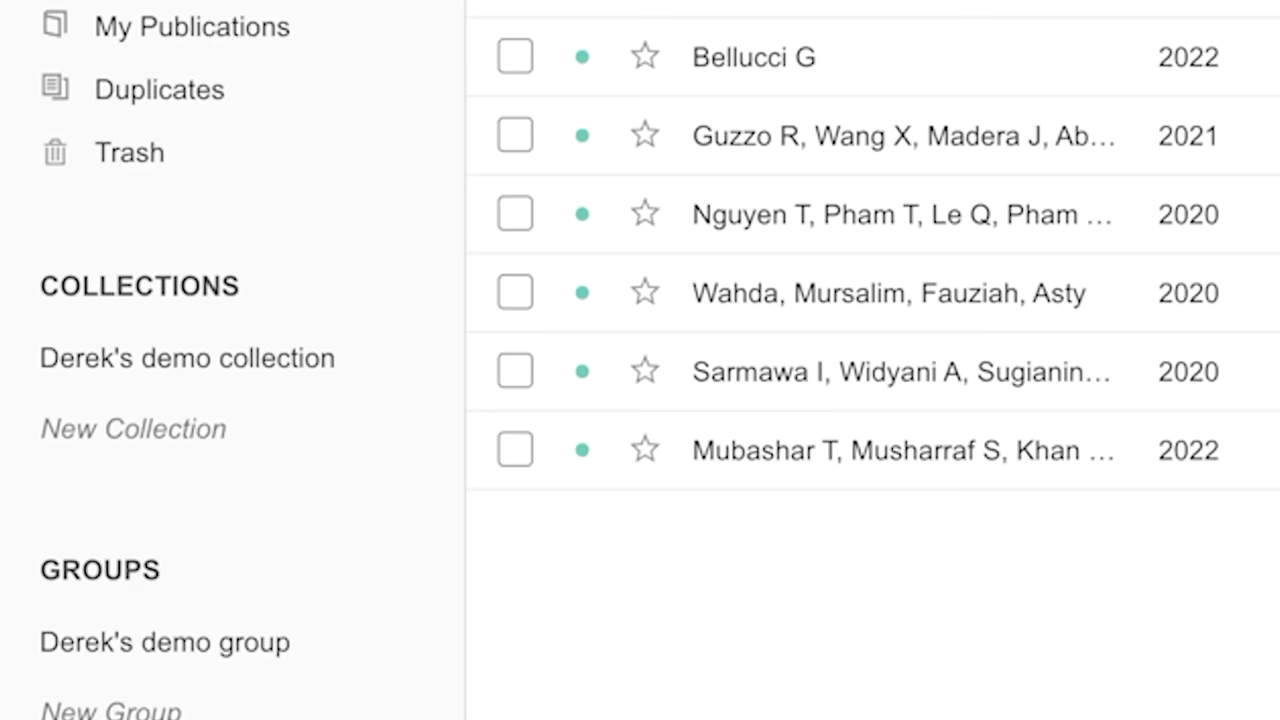 My Publications
Duplicates
Trash
COLLECTIONS
Derek's demo collection
New Collection
GROUPS
Derek's demo group
New Group
Bellucci G 2022
Guzzo R, Wang X, Madera J, Ab... 2021
Nguyen T, Pham T, Le Q, Pham ... 2020
Wahda, Mursalim, Fauziah, Asty 2020
Sarmawa I, Widyani A, Sugianin... 2020
Mubashar T, Musharraf S, Khan ... 2022